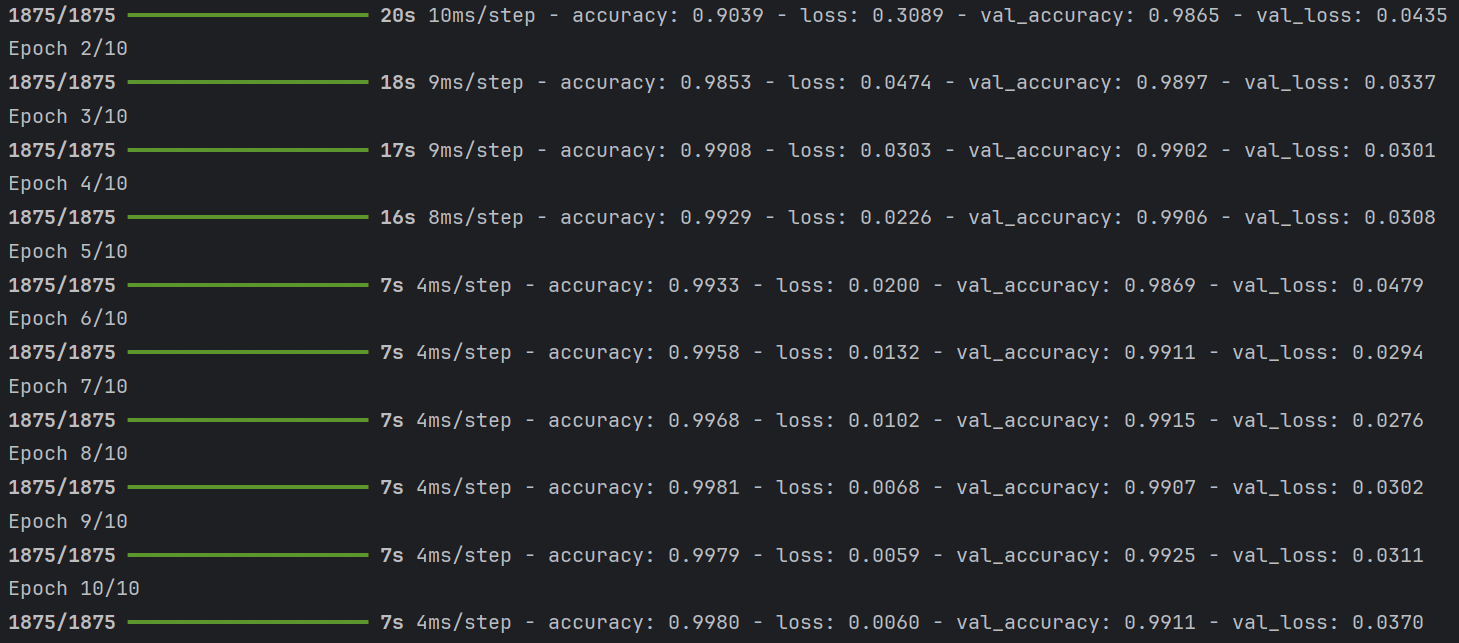 1875/1875 ━━━━━━━━━━━━━━━━━━━━ 20s 10ms/step - accuracy: 0.9039 - loss: 0.3089 - val_accuracy: 0.9865 - val_loss: 0.0435
Epoch 2/10
1875/1875 ━━━━━━━━━━━━━━━━━━━━ 18s 9ms/step - accuracy: 0.9853 - loss: 0.0474 - val_accuracy: 0.9897 - val_loss: 0.0337
Epoch 3/10
1875/1875 ━━━━━━━━━━━━━━━━━━━━ 17s 9ms/step - accuracy: 0.9908 - loss: 0.0303 - val_accuracy: 0.9902 - val_loss: 0.0301
Epoch 4/10
1875/1875 ━━━━━━━━━━━━━━━━━━━━ 16s 8ms/step - accuracy: 0.9929 - loss: 0.0226 - val_accuracy: 0.9906 - val_loss: 0.0308
Epoch 5/10
1875/1875 ━━━━━━━━━━━━━━━━━━━━ 7s 4ms/step - accuracy: 0.9933 - loss: 0.0200 - val_accuracy: 0.9869 - val_loss: 0.0479
Epoch 6/10
1875/1875 ━━━━━━━━━━━━━━━━━━━━ 7s 4ms/step - accuracy: 0.9958 - loss: 0.0132 - val_accuracy: 0.9911 - val_loss: 0.0294
Epoch 7/10
1875/1875 ━━━━━━━━━━━━━━━━━━━━ 7s 4ms/step - accuracy: 0.9968 - loss: 0.0102 - val_accuracy: 0.9915 - val_loss: 0.0276
Epoch 8/10
1875/1875 ━━━━━━━━━━━━━━━━━━━━ 7s 4ms/step - accuracy: 0.9981 - loss: 0.0068 - val_accuracy: 0.9907 - val_loss: 0.0302
Epoch 9/10
1875/1875 ━━━━━━━━━━━━━━━━━━━━ 7s 4ms/step - accuracy: 0.9979 - loss: 0.0059 - val_accuracy: 0.9925 - val_loss: 0.0311
Epoch 10/10
1875/1875 ━━━━━━━━━━━━━━━━━━━━ 7s 4ms/step - accuracy: 0.9980 - loss: 0.0060 - val_accuracy: 0.9911 - val_loss: 0.0370